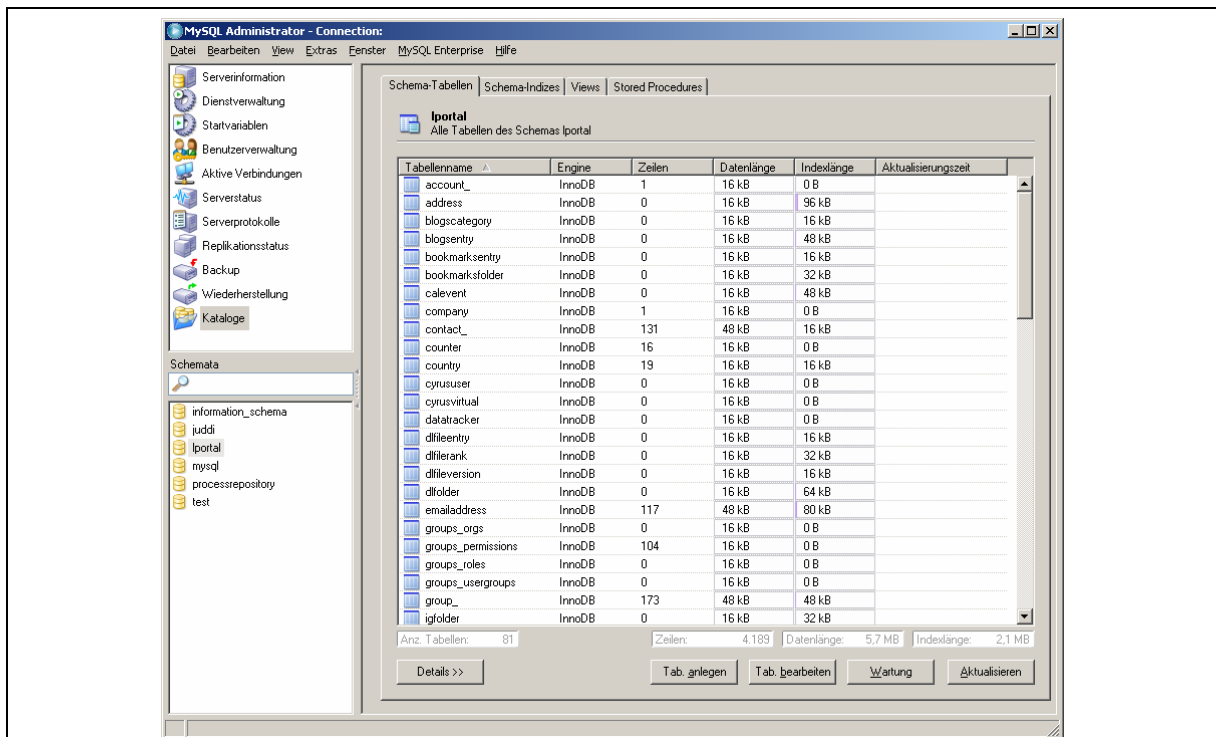 MySQL Administrator - Connection:
Datei Bearbeiten View Extras Fenster MySQL Enterprise Hilfe
Serverinformation
Dienstverwaltung
Startvariablen
Benutzerverwaltung
Aktive Verbindungen
Serverstatus
Serverprotokolle
Replikationsstatus
Backup
Wiederherstellung
Kataloge
Schemata
information_schema
juddi
lportal
mysql
processrepository
test
Schema-Tabellen Schema-Indizes Views Stored Procedures
lportal
Alle Tabellen des Schemas lportal
Tabellenname Engine Zeilen Datenlänge Indexlänge Aktualisierungszeit
account_ InnoDB 1 16 kB 0 B
address InnoDB 0 16 kB 96 kB
blogscategory InnoDB 0 16 kB 16 kB
blogsentry InnoDB 0 16 kB 48 kB
bookmarksentry InnoDB 0 16 kB 16 kB
bookmarksfolder InnoDB 0 16 kB 32 kB
calevent InnoDB 0 16 kB 48 kB
company InnoDB 1 16 kB 0 B
contact_ InnoDB 131 48 kB 16 kB
counter InnoDB 16 16 kB 0 B
country InnoDB 19 16 kB 16 kB
cyrususer InnoDB 0 16 kB 0 B
cyrusvirtual InnoDB 0 16 kB 0 B
datatracker InnoDB 0 16 kB 0 B
dlfileentry InnoDB 0 16 kB 16 kB
dlfilerank InnoDB 0 16 kB 32 kB
dlfileversion InnoDB 0 16 kB 16 kB
dlfolder InnoDB 0 16 kB 64 kB
emailaddress InnoDB 117 48 kB 80 kB
groups_orgs InnoDB 0 16 kB 0 B
groups_permissions InnoDB 104 16 kB 0 B
groups_roles InnoDB 0 16 kB 0 B
groups_usergroups InnoDB 0 16 kB 0 B
group_ InnoDB 173 48 kB 48 kB
igfolder InnoDB 0 16 kB 32 kB
Anz. Tabellen: 81 Zeilen: 4.189 Datenlänge: 5,7 MB Indexlänge: 2,1 MB
Details >> Tab. anlegen Tab. bearbeiten Wartung Aktualisieren